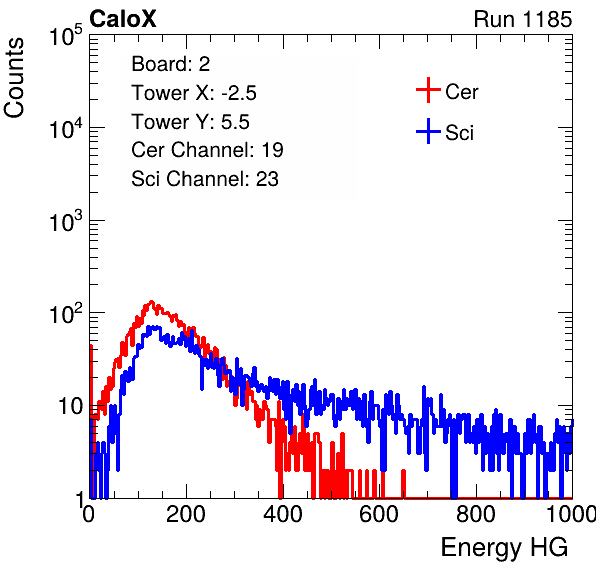 CaloX Run 1185
Counts
Board: 2
Tower X: -2.5
Tower Y: 5.5
Cer Channel: 19
Sci Channel: 23
Cer
Sci
10^5
10^4
10^3
10^2
10
1
0 200 400 600 800 1000
Energy HG